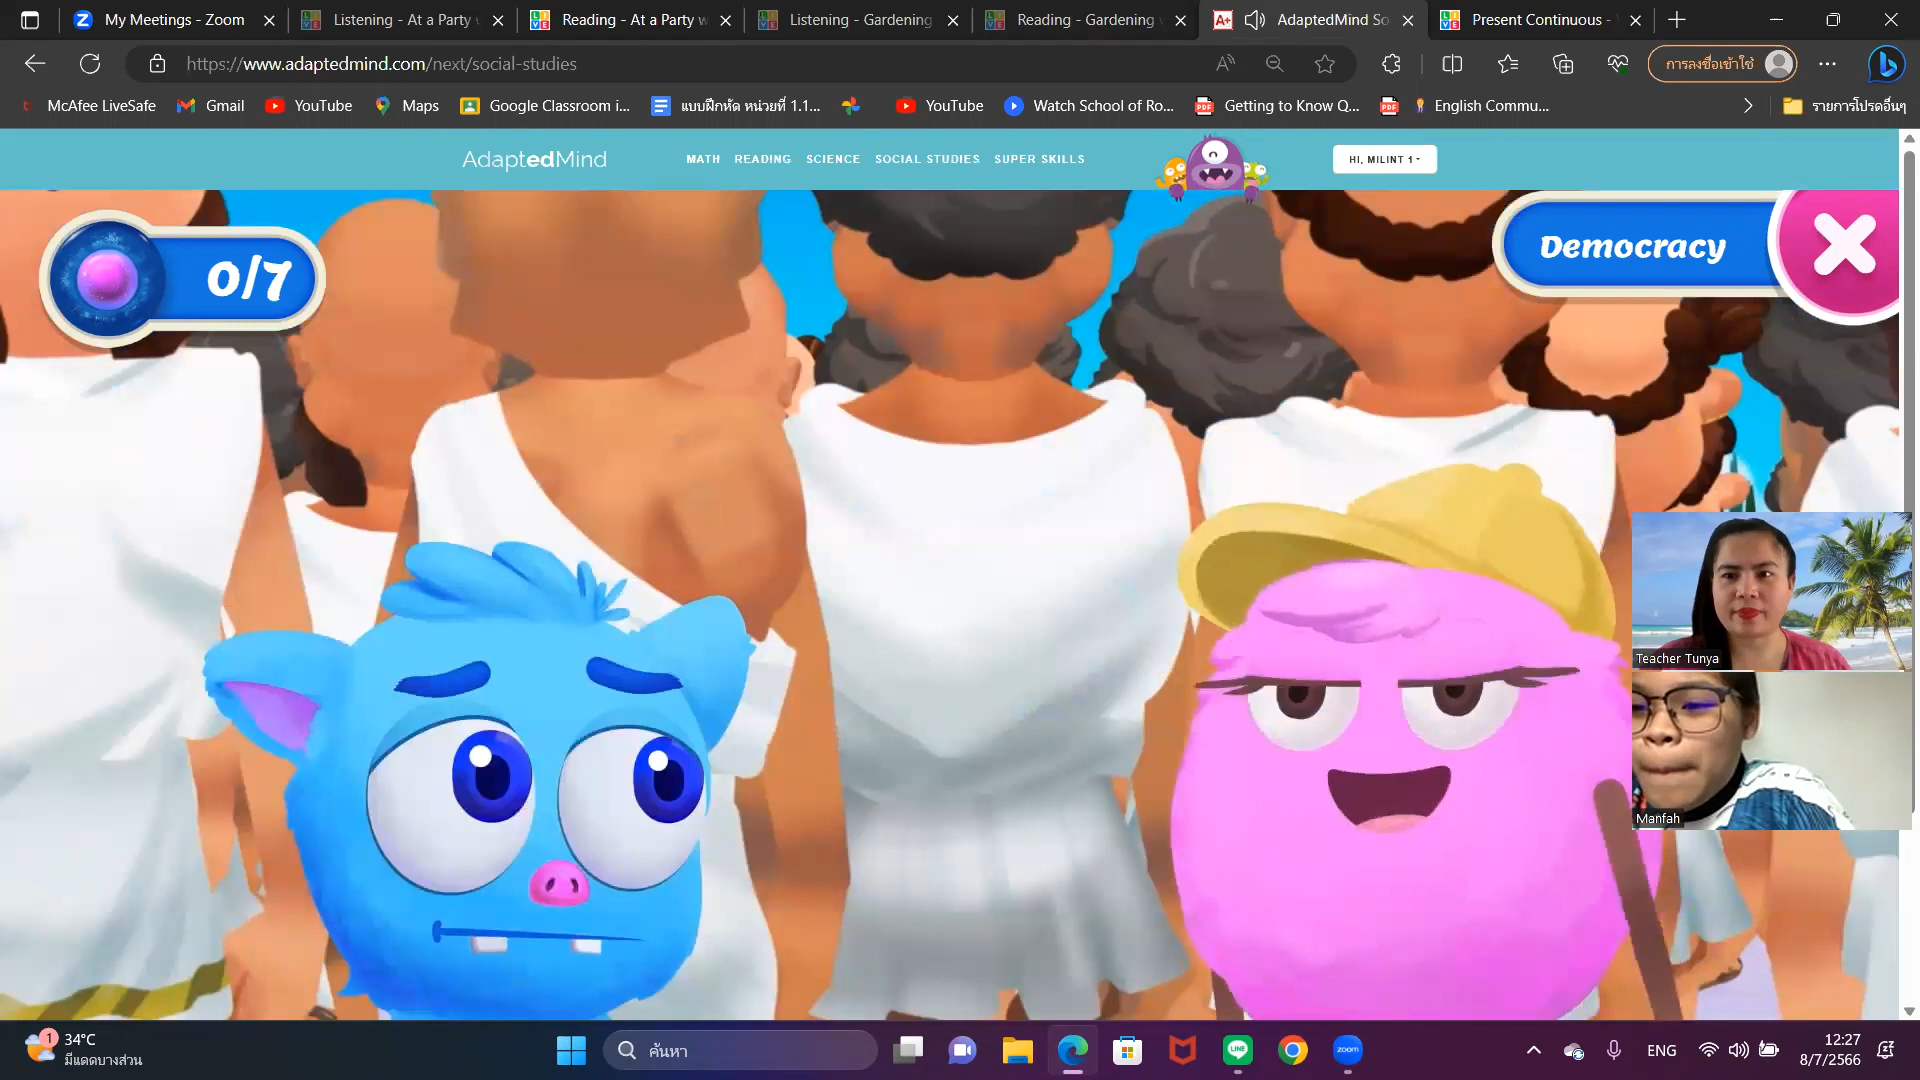 My Meetings - Zoom
Listening - At a Party
Reading - At a Party w
Listening - Gardening
Reading - Gardening w
AdaptedMind So
Present Continuous -
https://www.adaptedmind.com/next/social-studies
การลงชื่อเข้าใช้
McAfee LiveSafe
Gmail
YouTube
Maps
Google Classroom i...
แบบฝึกหัด หน่วยที่ 1.1...
YouTube
Watch School of Ro...
Getting to Know Q...
English Commu...
รายการโปรดอื่นๆ
AdaptedMind
MATH READING SCIENCE SOCIAL STUDIES SUPER SKILLS
HI, MILINT 1
0/7
Democracy
Teacher Tunya
Manfah
1
34°C
มีแดดบางส่วน
ค้นหา
LINE
zoom
ENG
12:27
8/7/2566